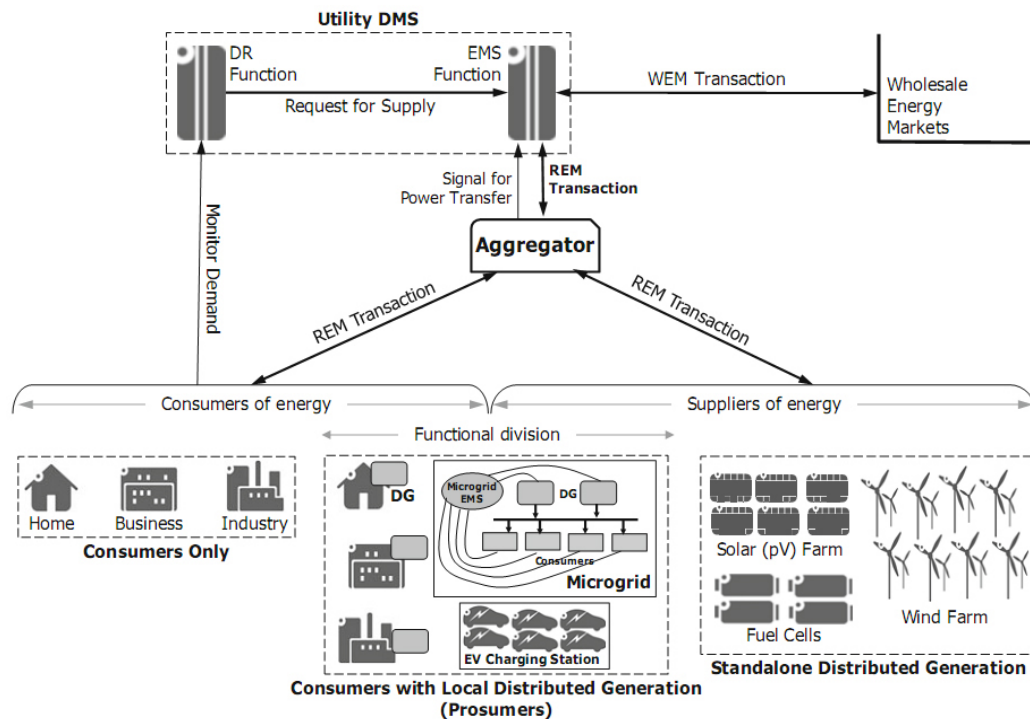 Utility DMS
DR
Function
EMS
Function
Request for Supply
WEM Transaction
Wholesale
Energy
Markets
Monitor Demand
Signal for
Power Transfer
REM
Transaction
Aggregator
REM Transaction
REM Transaction
Consumers of energy
Suppliers of energy
Functional division
Home
Business
Industry
Consumers Only
DG
Microgrid
EMS
DG
Consumers
Microgrid
EV Charging Station
Consumers with Local Distributed Generation
(Prosumers)
Solar (pV) Farm
Fuel Cells
Wind Farm
Standalone Distributed Generation